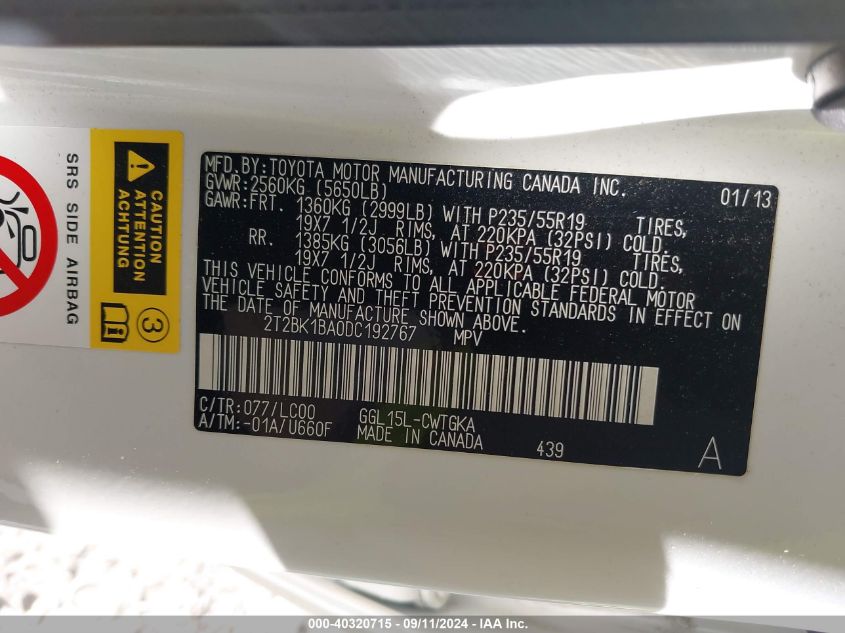 SRS SIDE AIRBAG
CAUTION
ATTENTION
ACHTUNG
3
MFD.BY:TOYOTA MOTOR MANUFACTURING CANADA INC. 01/13
GVWR:2560KG (5650LB)
GAWR:FRT. 1360KG (2999LB) WITH P235/55R19 TIRES,
19X7 1/2J RIMS, AT 220KPA (32PSI) COLD.
RR. 1385KG (3056LB) WITH P235/55R19 TIRES,
19X7 1/2J RIMS, AT 220KPA (32PSI) COLD.
THIS VEHICLE CONFORMS TO ALL APPLICABLE FEDERAL MOTOR
VEHICLE SAFETY AND THEFT PREVENTION STANDARDS IN EFFECT ON
THE DATE OF MANUFACTURE SHOWN ABOVE.
2T2BK1BA0DC192767 MPV
C/TR:077/LC00 GGL15L-CWTGKA
A/TM:-01A/U660F MADE IN CANADA 439 A
000-40320715 - 09/11/2024 - IAA Inc.